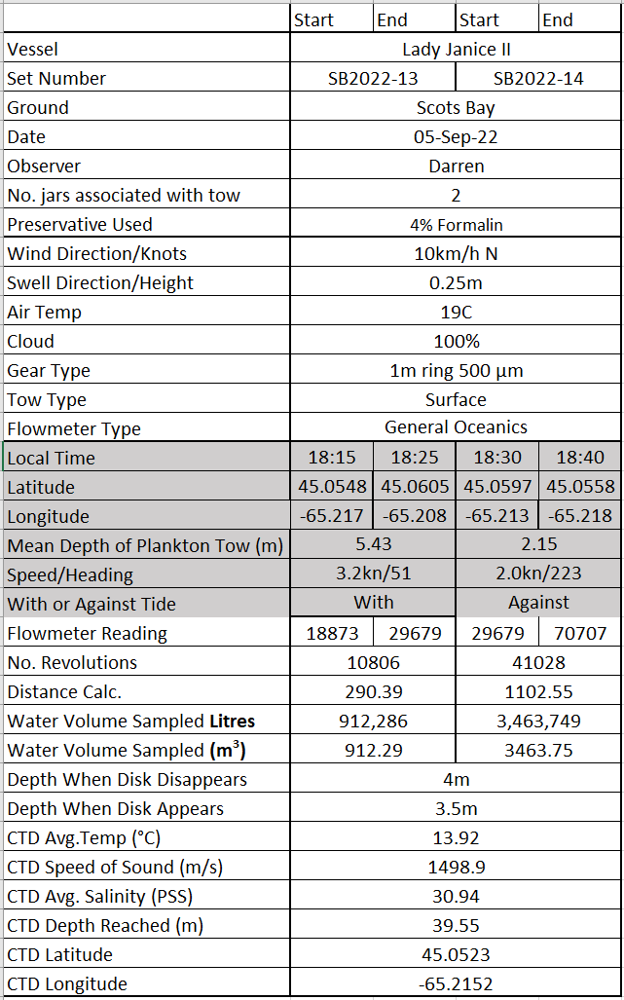 Start End Start End
Vessel Lady Janice II
Set Number SB2022-13 SB2022-14
Ground Scots Bay
Date 05-Sep-22
Observer Darren
No. jars associated with tow 2
Preservative Used 4% Formalin
Wind Direction/Knots 10km/h N
Swell Direction/Height 0.25m
Air Temp 19C
Cloud 100%
Gear Type 1m ring 500 µm
Tow Type Surface
Flowmeter Type General Oceanics
Local Time 18:15 18:25 18:30 18:40
Latitude 45.0548 45.0605 45.0597 45.0558
Longitude -65.217 -65.208 -65.213 -65.218
Mean Depth of Plankton Tow (m) 5.43 2.15
Speed/Heading 3.2kn/51 2.0kn/223
With or Against Tide With Against
Flowmeter Reading 18873 29679 29679 70707
No. Revolutions 10806 41028
Distance Calc. 290.39 1102.55
Water Volume Sampled Litres 912,286 3,463,749
Water Volume Sampled (m³) 912.29 3463.75
Depth When Disk Disappears 4m
Depth When Disk Appears 3.5m
CTD Avg.Temp (°C) 13.92
CTD Speed of Sound (m/s) 1498.9
CTD Avg. Salinity (PSS) 30.94
CTD Depth Reached (m) 39.55
CTD Latitude 45.0523
CTD Longitude -65.2152